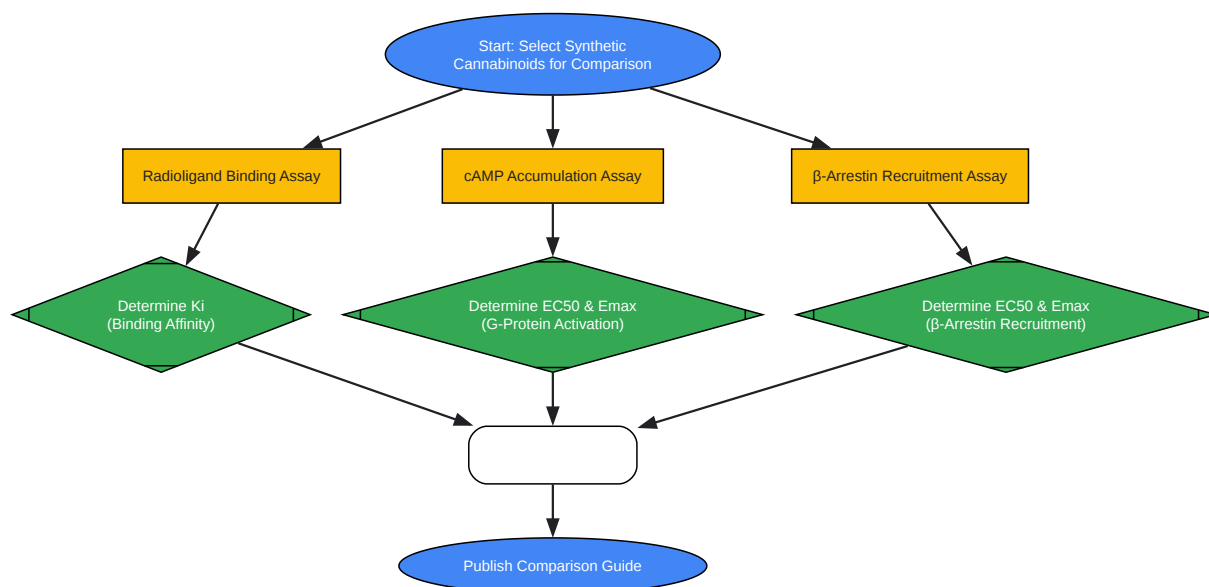 Start: Select Synthetic
Cannabinoids for Comparison
Radioligand Binding Assay
cAMP Accumulation Assay
β-Arrestin Recruitment Assay
Determine Ki
(Binding Affinity)
Determine EC50 & Emax
(G-Protein Activation)
Determine EC50 & Emax
(β-Arrestin Recruitment)
Publish Comparison Guide